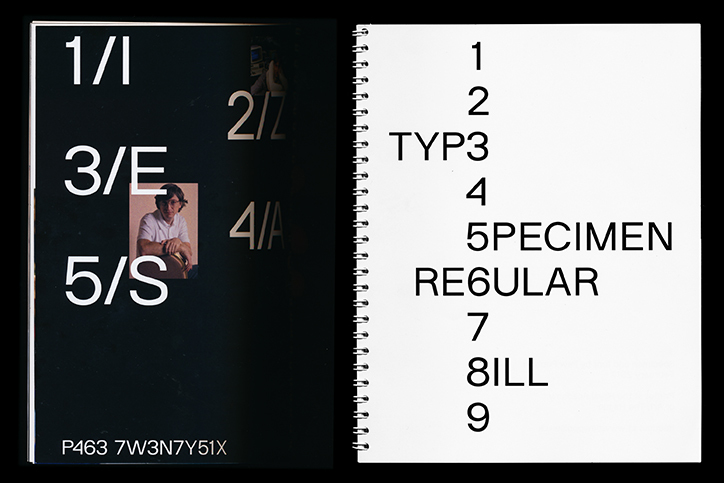 1/I
2/Z
3/E
4/A
5/S
P463 7W3N7Y51X
1
2
TYP3
4
5PECIMEN
RE6ULAR
7
8ILL
9